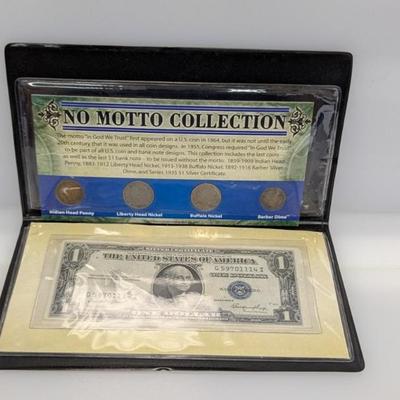 NO MOTTO COLLECTION
The motto "In God We Trust" first appeared on a U.S. coin in 1864, but it was not until the early
20th century that it was used in all coin designs. In 1955, Congress required "In God We Trust"
to be part of all U.S. coin and bank note designs. This collection includes the last coins-
as well as the last $1 bank note - to be issued without the motto. 1859-1909 Indian Head
Penny, 1883-1912 Liberty Head Nickel, 1913-1938 Buffalo Nickel, 1892-1916 Barber Silver
Dime, and Series 1935 $1 Silver Certificate.
Indian Head Penny
Liberty Head Nickel
Buffalo Nickel
Barber Dime
THE UNITED STATES OF AMERICA
G 59701114 I
G 59701114 I
ONE DOLLAR